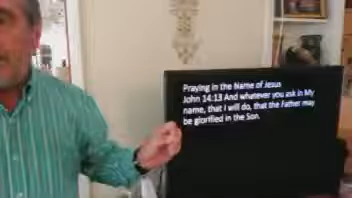 Praying in the Name of Jesus
John 14:13 And whatever you ask in My
name, that I will do, that the Father may
be glorified in the Son.